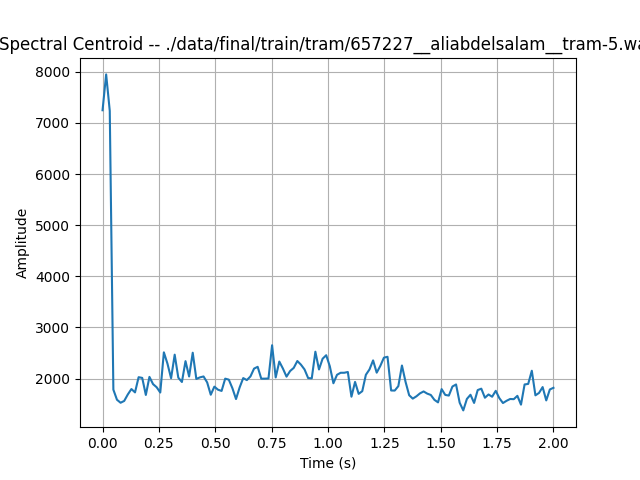 Spectral Centroid -- ./data/final/train/tram/657227__aliabdelsalam__tram-5.wa
8000
7000
6000
5000
4000
3000
2000
Amplitude
0.00 0.25 0.50 0.75 1.00 1.25 1.50 1.75 2.00
Time (s)